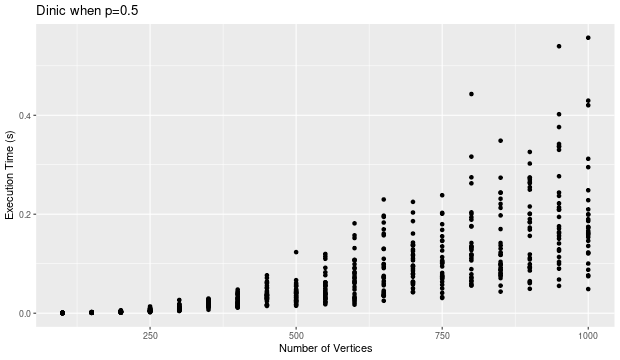 Dinic when p=0.5
Execution Time (s)
0.4
0.2
0.0
250 500 750 1000
Number of Vertices